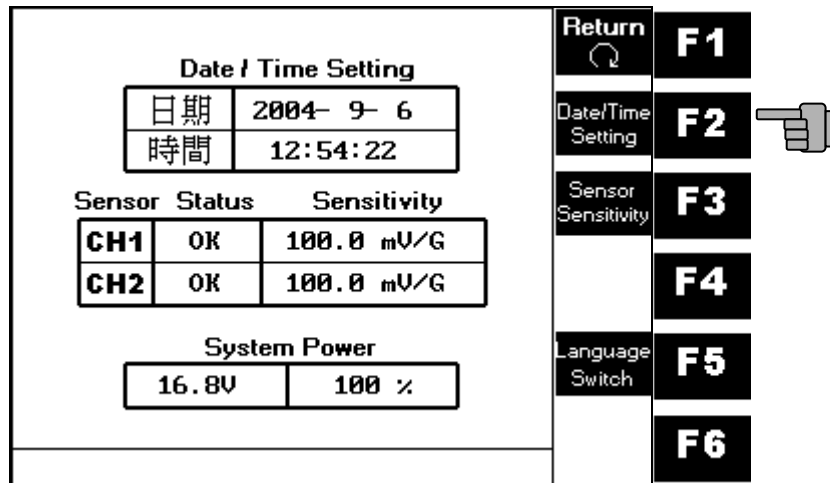 Date / Time Setting
日期 2004- 9- 6
時間 12:54:22
Sensor Status Sensitivity
CH1 OK 100.0 mV/G
CH2 OK 100.0 mV/G
System Power
16.8V 100 %
Return
F1
Date/Time
Setting
F2
Sensor
Sensitivity
F3
F4
Language
Switch
F5
F6